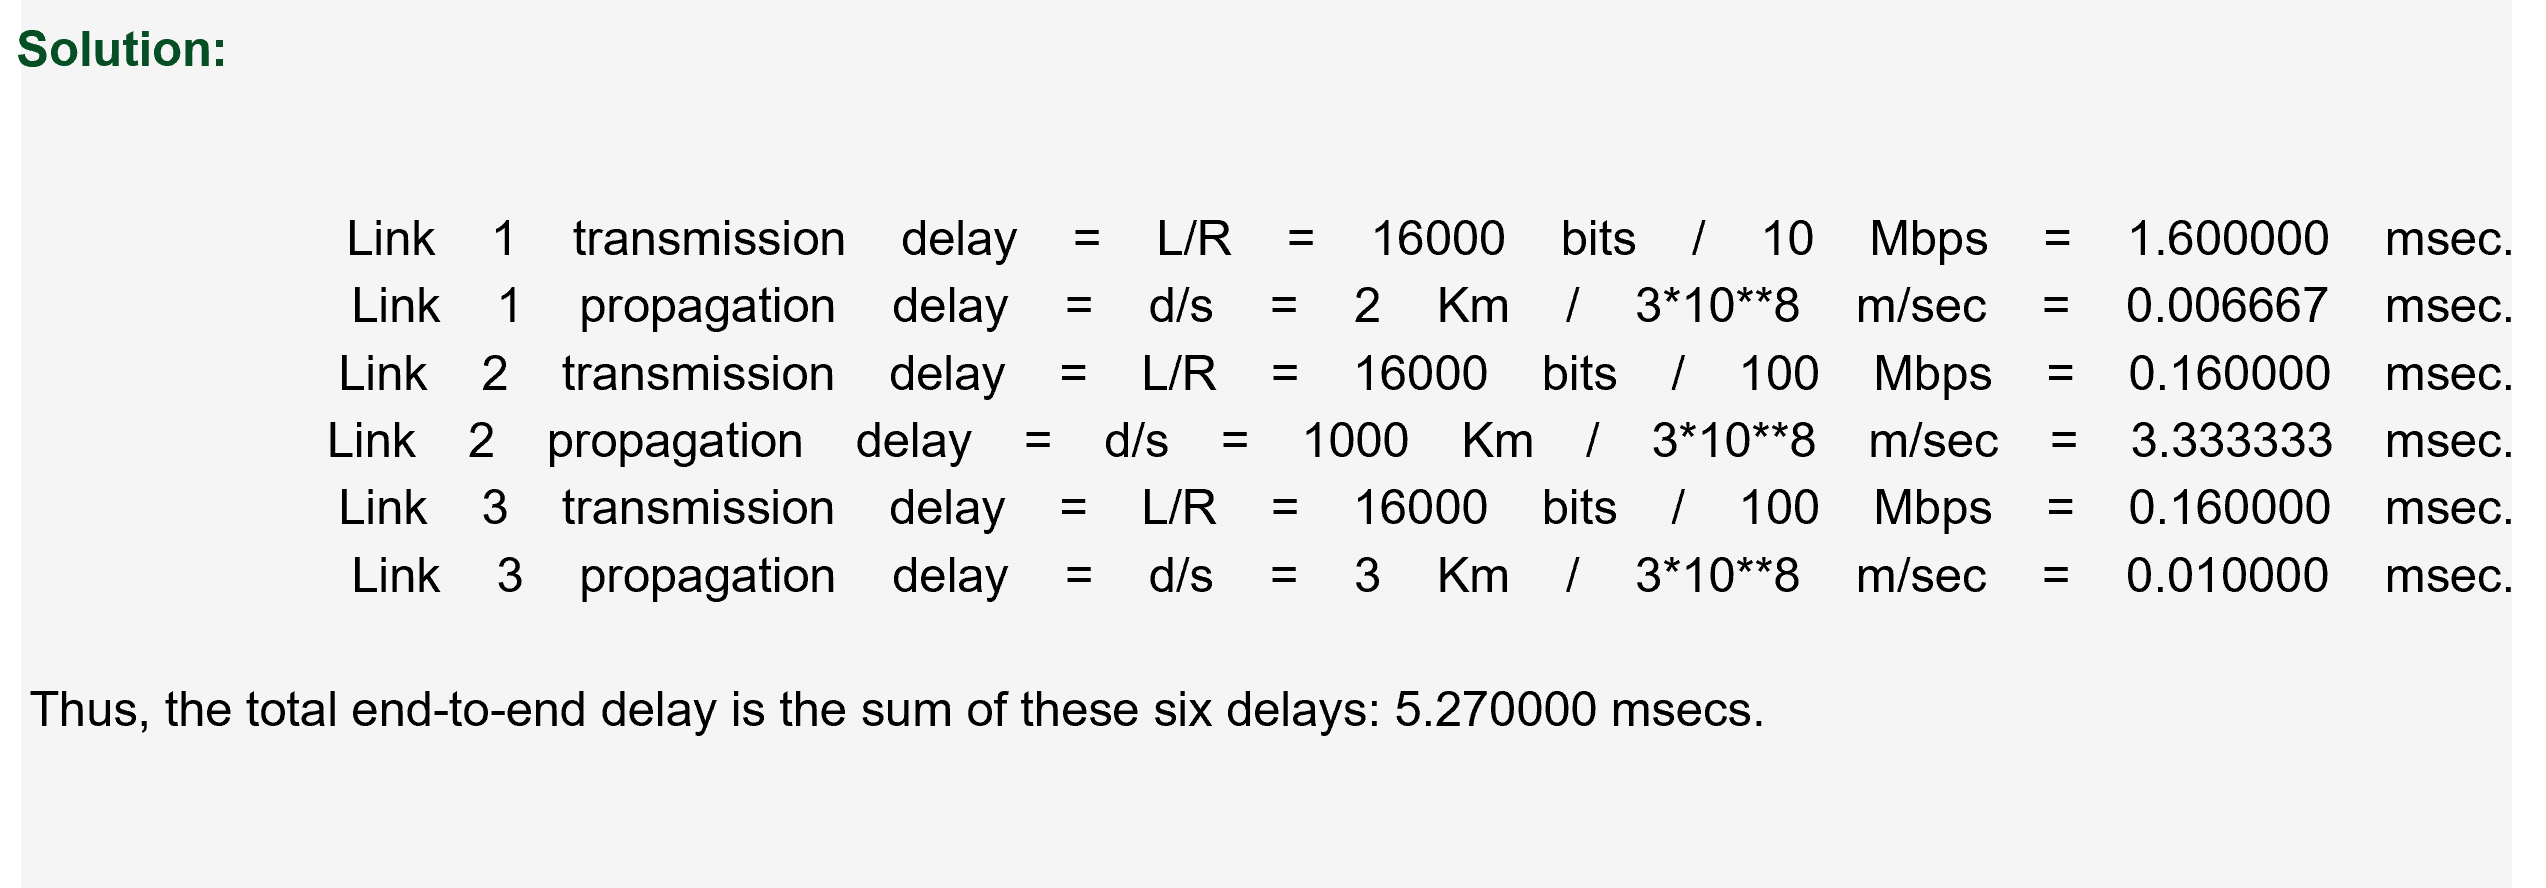 Solution:
Link 1 transmission delay = L/R = 16000 bits / 10 Mbps = 1.600000 msec.
Link 1 propagation delay = d/s = 2 Km / 3*10**8 m/sec = 0.006667 msec.
Link 2 transmission delay = L/R = 16000 bits / 100 Mbps = 0.160000 msec.
Link 2 propagation delay = d/s = 1000 Km / 3*10**8 m/sec = 3.333333 msec.
Link 3 transmission delay = L/R = 16000 bits / 100 Mbps = 0.160000 msec.
Link 3 propagation delay = d/s = 3 Km / 3*10**8 m/sec = 0.010000 msec.
Thus, the total end-to-end delay is the sum of these six delays: 5.270000 msecs.